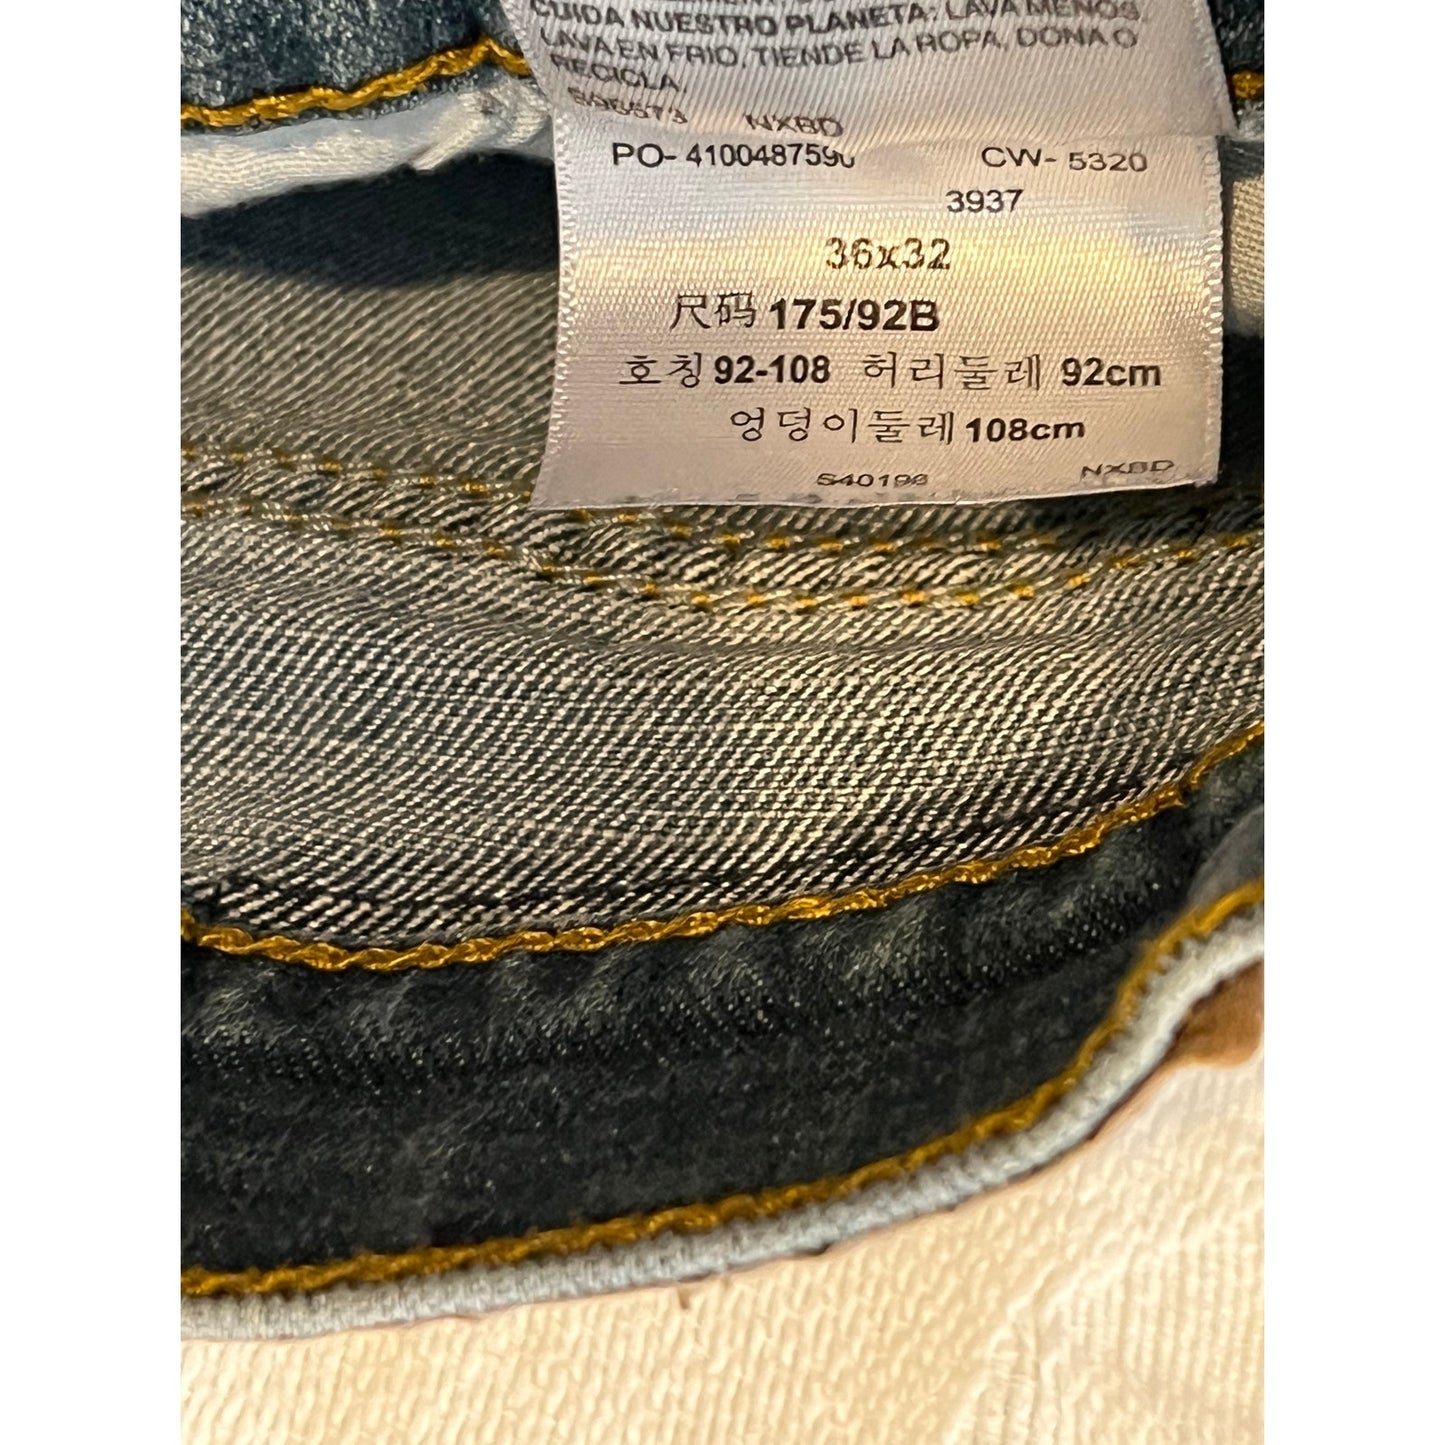 CUIDA NUESTRO PLANETA: LAVA MENOS,
LAVA EN FRIO, TIENDE LA ROPA, DONA O
RECICLA.
NXBD
PO- 4100487590 CW- 5320
3937
36x32
尺码 175/92B
호칭 92-108 허리둘레 92cm
엉덩이둘레 108cm
S40198 NXBD